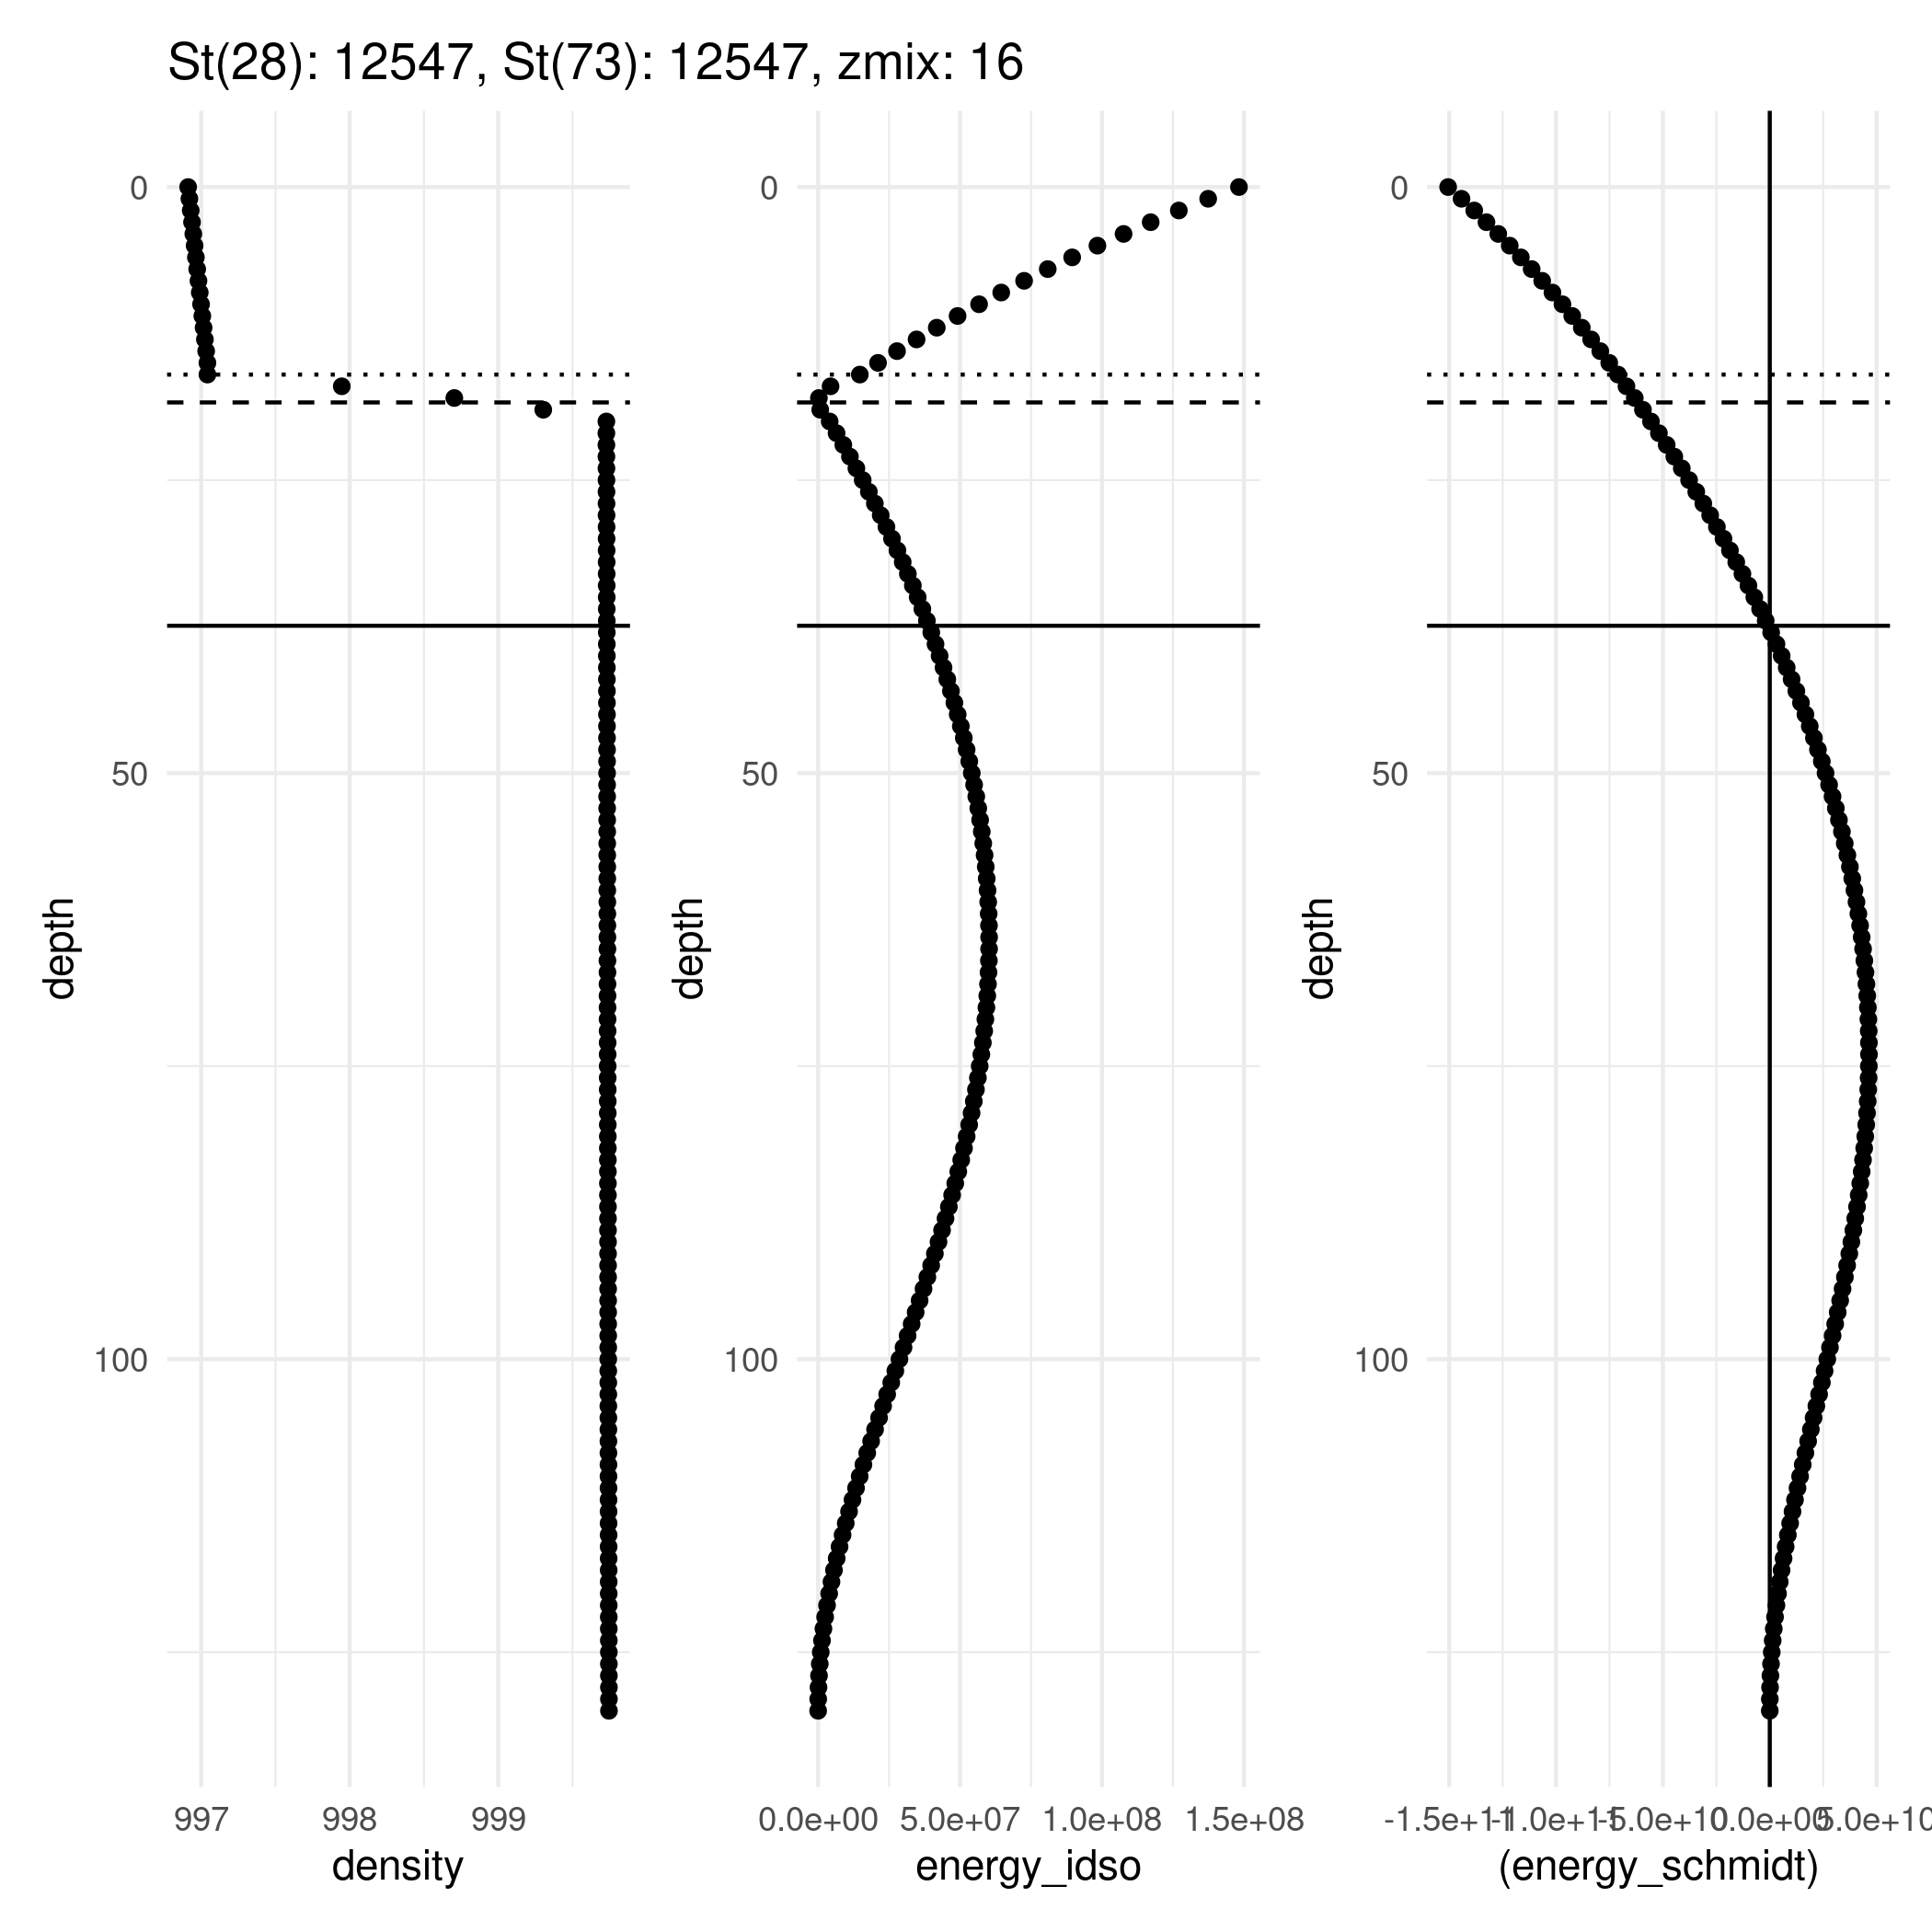 St(28): 12547, St(73): 12547, zmix: 16
0
50
100
depth
997 998 999
density
0
50
100
depth
0.0e+00 5.0e+07 1.0e+08 1.5e+08
energy_idso
0
50
100
depth
-1.5e+11 -1.0e+11 -5.0e+10 0.0e+00 5.0e+10
(energy_schmidt)